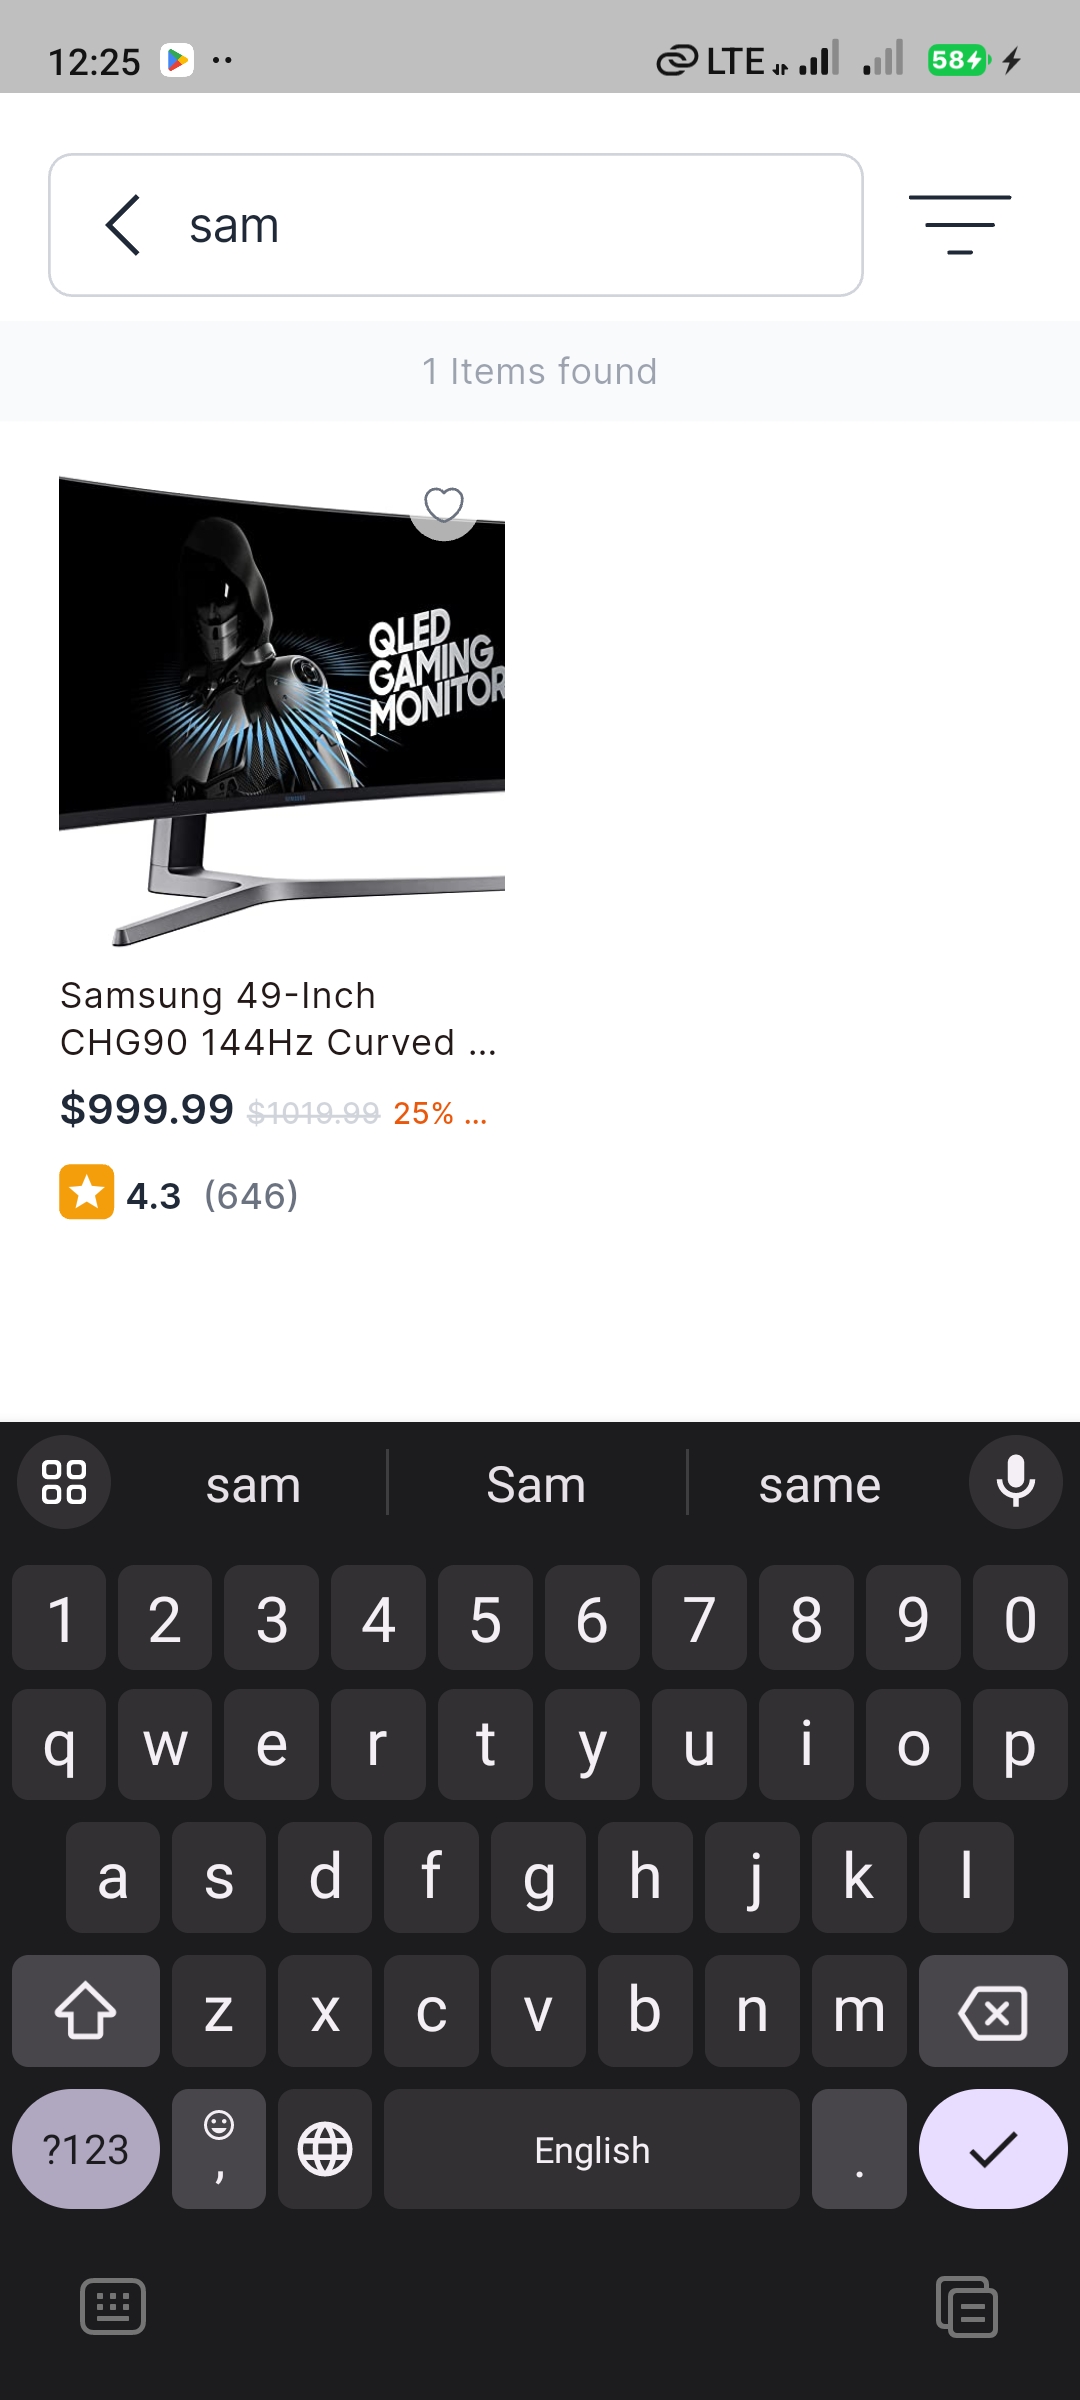 12:25 LTE 58
sam
1 Items found
QLED
GAMING
MONITOR
SAMSUNG
Samsung 49-Inch
CHG90 144Hz Curved ...
$999.99 $1019.99 25% ...
4.3 (646)
sam Sam same
1 2 3 4 5 6 7 8 9 0
q w e r t y u i o p
a s d f g h j k l
z x c v b n m
?123 , English .